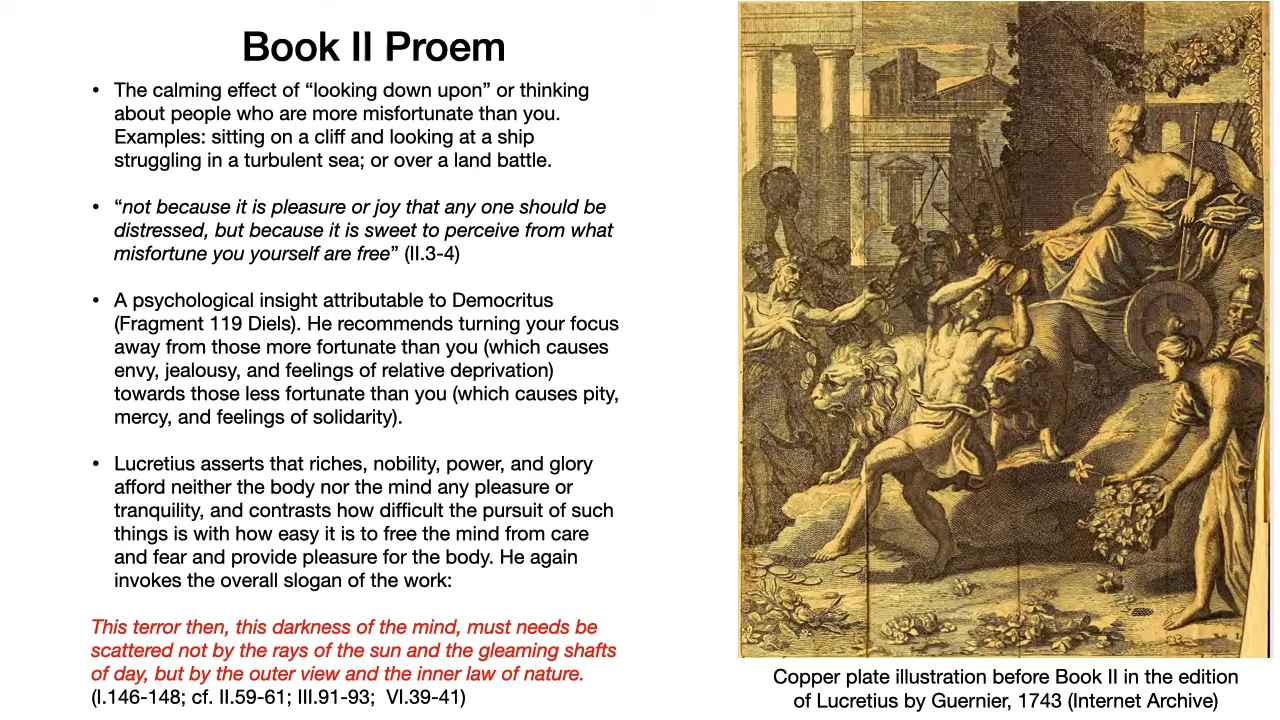 Book II Proem
• The calming effect of “looking down upon” or thinking
about people who are more misfortunate than you.
Examples: sitting on a cliff and looking at a ship
struggling in a turbulent sea; or over a land battle.
• “not because it is pleasure or joy that any one should be
distressed, but because it is sweet to perceive from what
misfortune you yourself are free” (II.3-4)
• A psychological insight attributable to Democritus
(Fragment 119 Diels). He recommends turning your focus
away from those more fortunate than you (which causes
envy, jealousy, and feelings of relative deprivation)
towards those less fortunate than you (which causes pity,
mercy, and feelings of solidarity).
• Lucretius asserts that riches, nobility, power, and glory
afford neither the body nor the mind any pleasure or
tranquility, and contrasts how difficult the pursuit of such
things is with how easy it is to free the mind from care
and fear and provide pleasure for the body. He again
invokes the overall slogan of the work:
This terror then, this darkness of the mind, must needs be
scattered not by the rays of the sun and the gleaming shafts
of day, but by the outer view and the inner law of nature.
(I.146-148; cf. II.59-61; III.91-93; VI.39-41)
Copper plate illustration before Book II in the edition
of Lucretius by Guernier, 1743 (Internet Archive)